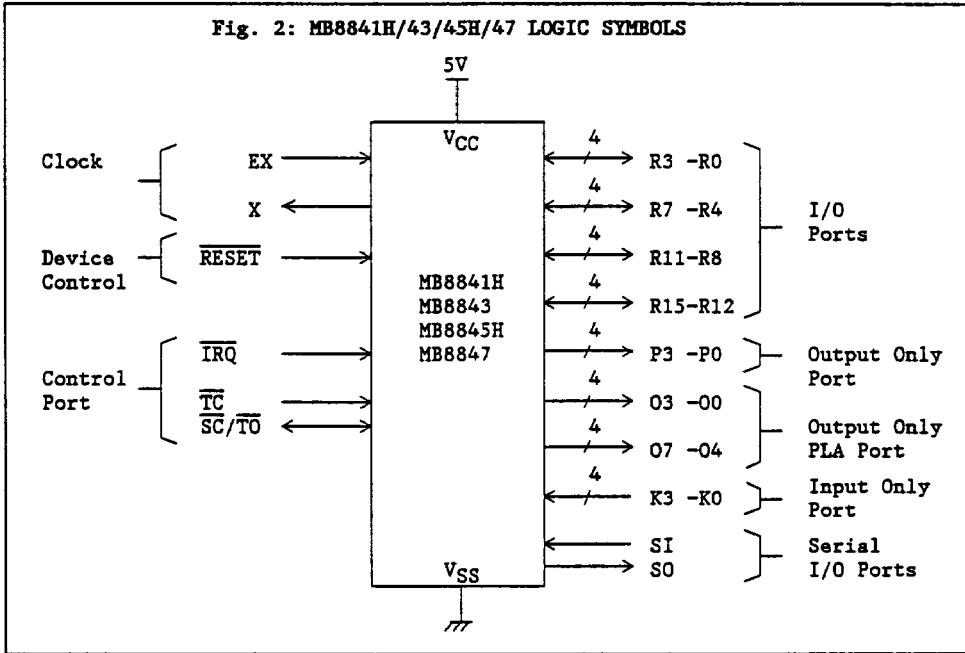 Fig. 2: MB8841H/43/45H/47 LOGIC SYMBOLS
5V
VCC
Clock
EX
X
Device
Control
RESET
Control
Port
IRQ
TC
SC/TO
MB8841H
MB8843
MB8845H
MB8847
VSS
4
R3 -R0
4
R7 -R4
4
R11-R8
4
R15-R12
I/O
Ports
4
P3 -P0
Output Only
Port
4
O3 -O0
4
O7 -O4
Output Only
PLA Port
4
K3 -K0
Input Only
Port
SI
SO
Serial
I/O Ports